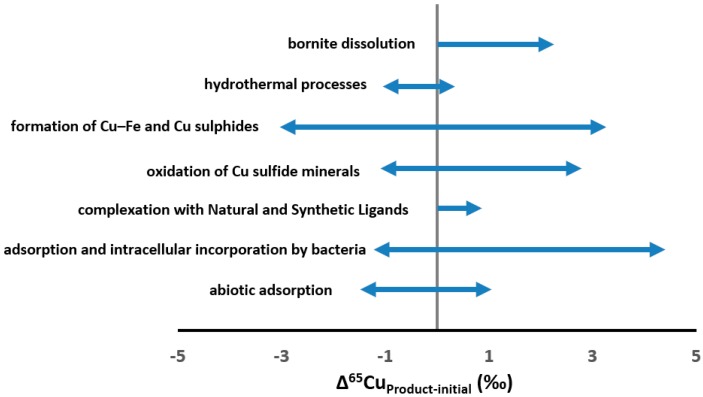 bornite dissolution
hydrothermal processes
formation of Cu–Fe and Cu sulphides
oxidation of Cu sulfide minerals
complexation with Natural and Synthetic Ligands
adsorption and intracellular incorporation by bacteria
abiotic adsorption
-5 -3 -1 1 3 5
Δ⁶⁵Cu_Product-initial (‰)